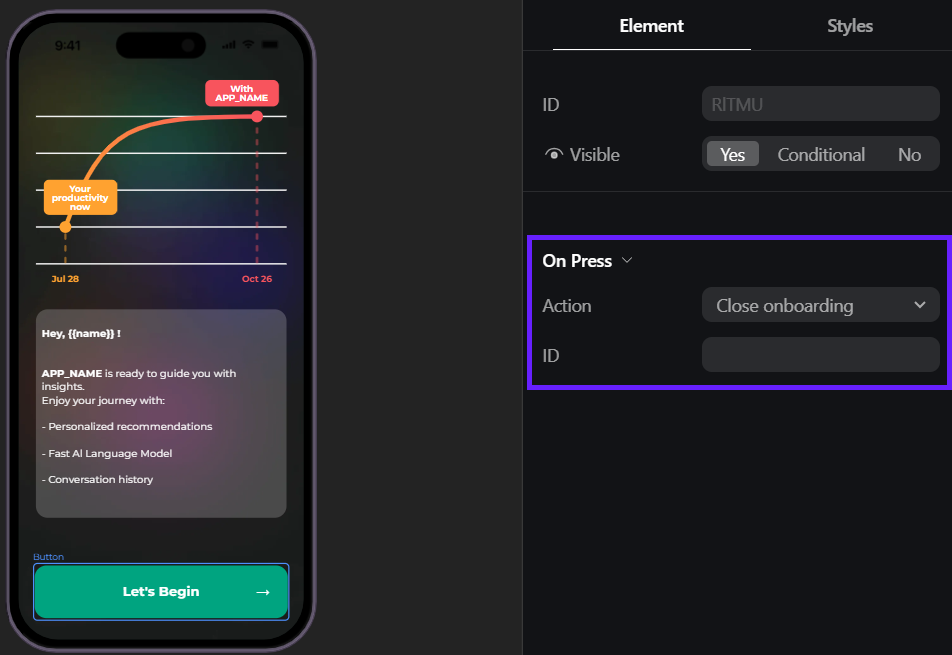 9:41
With
APP_NAME
Your
productivity
now
Jul 28
Oct 26
Hey, {{name}} !
APP_NAME is ready to guide you with
insights.
Enjoy your journey with:
- Personalized recommendations
- Fast AI Language Model
- Conversation history
Button
Let's Begin →
Element
Styles
ID
RİTMU
Visible
Yes
Conditional
No
On Press
Action
Close onboarding
ID